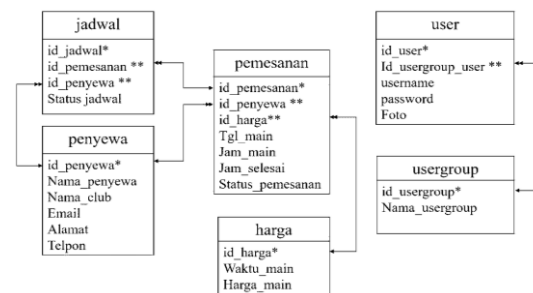 jadwal
id_jadwal*
id_pemesanan **
id_penyewa **
Status jadwal
penyewa
id_penyewa*
Nama_penyewa
Nama_club
Email
Alamat
Telpon
pemesanan
id_pemesanan*
id_penyewa **
id_harga**
Tgl_main
Jam_main
Jam_selesai
Status_pemesanan
harga
id_harga*
Waktu_main
Harga_main
user
id_user*
Id_usergroup_user **
username
password
Foto
usergroup
id_usergroup*
Nama_usergroup